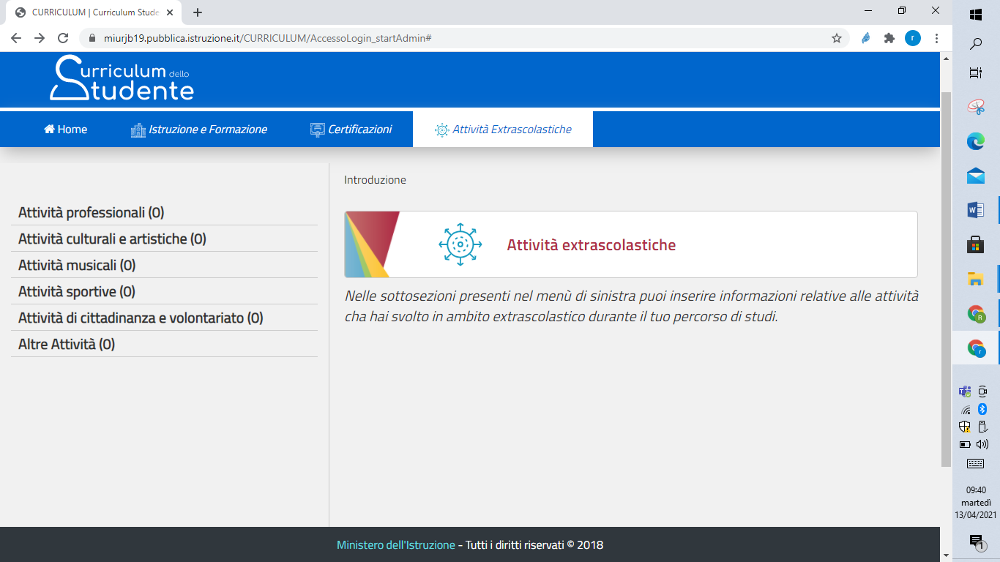 CURRICULUM | Curriculum Stude
miurjb19.pubblica.istruzione.it/CURRICULUM/AccessoLogin_startAdmin#
r
Curriculum dello
Studente
Home
Istruzione e Formazione
Certificazioni
Attività Extrascolastiche
Attività professionali (0)
Attività culturali e artistiche (0)
Attività musicali (0)
Attività sportive (0)
Attività di cittadinanza e volontariato (0)
Altre Attività (0)
Introduzione
Attività extrascolastiche
Nelle sottosezioni presenti nel menù di sinistra puoi inserire informazioni relative alle attività
cha hai svolto in ambito extrascolastico durante il tuo percorso di studi.
Ministero dell'Istruzione - Tutti i diritti riservati © 2018
W
R
r
09:40
martedì
13/04/2021
1